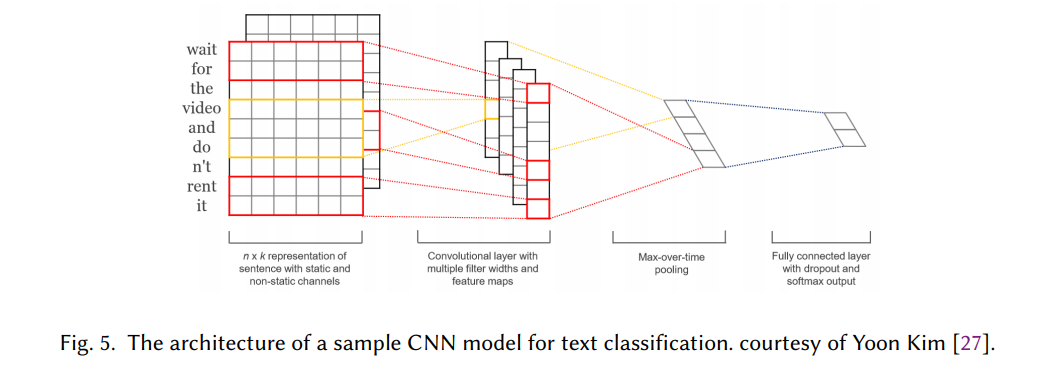 wait
for
the
video
and
do
n't
rent
it
n x k representation of
sentence with static and
non-static channels
Convolutional layer with
multiple filter widths and
feature maps
Max-over-time
pooling
Fully connected layer
with dropout and
softmax output
Fig. 5. The architecture of a sample CNN model for text classification. courtesy of Yoon Kim [27].